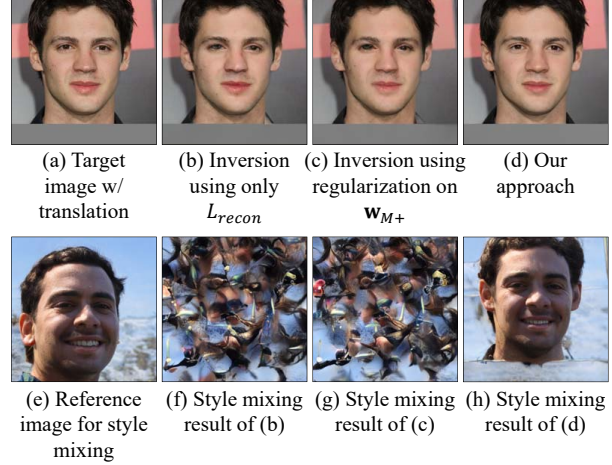 (a) Target
image w/
translation
(b) Inversion
using only
L_recon
(c) Inversion using
regularization on
w_M+
(d) Our
approach
(e) Reference
image for style
mixing
(f) Style mixing
result of (b)
(g) Style mixing
result of (c)
(h) Style mixing
result of (d)